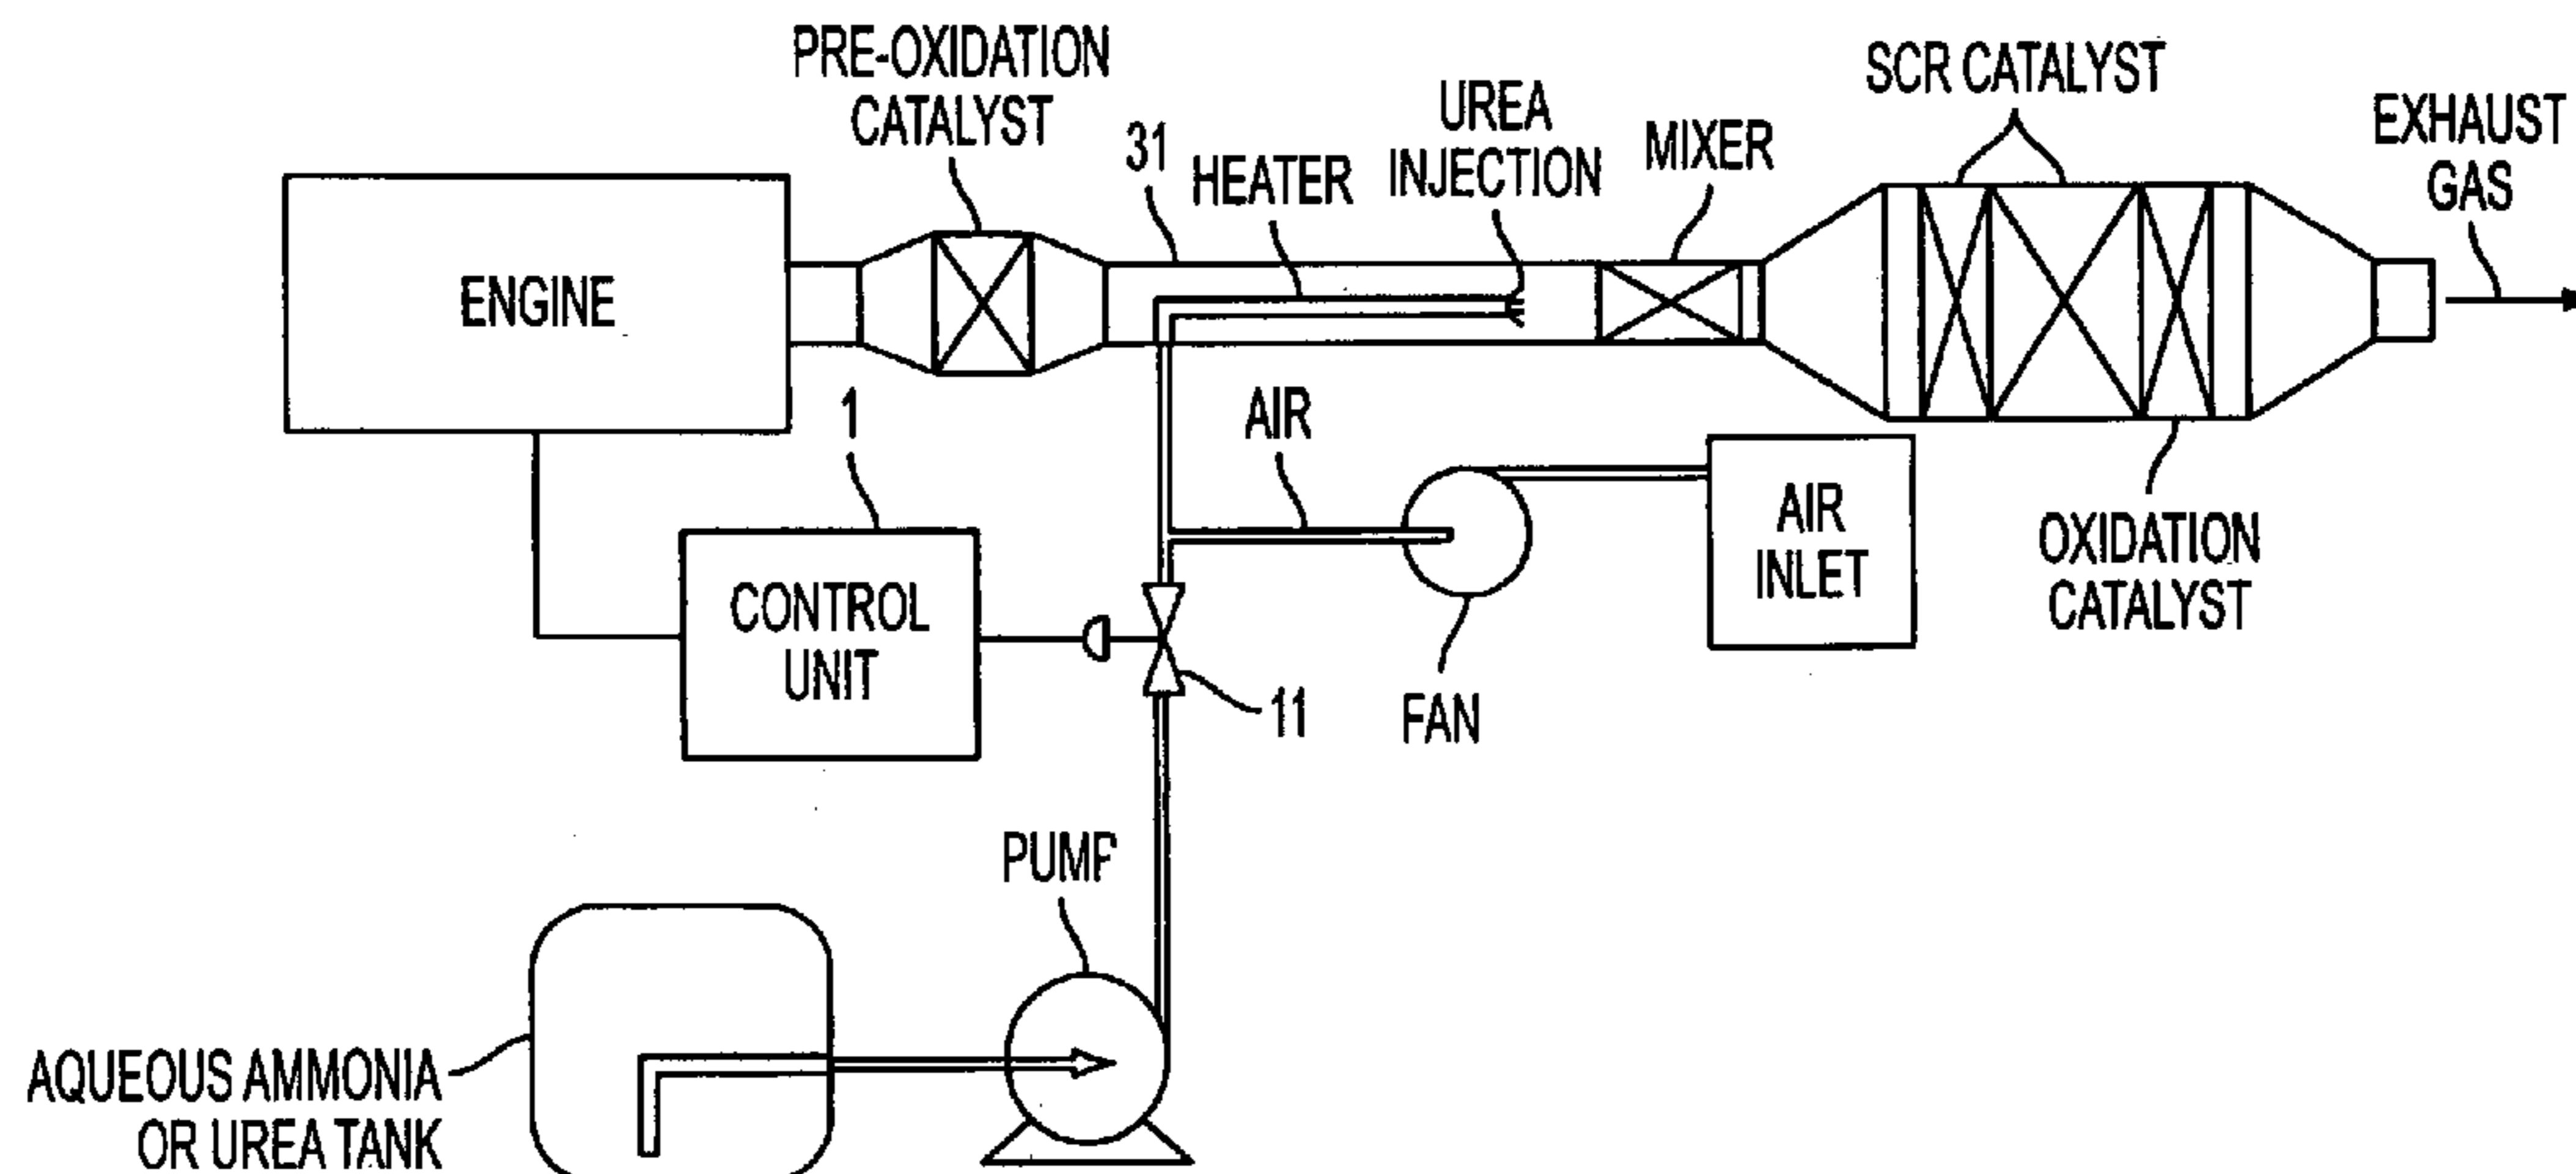 PRE-OXIDATION
CATALYST
31
HEATER
UREA
INJECTION
MIXER
SCR CATALYST
EXHAUST
GAS
ENGINE
1
AIR
CONTROL
UNIT
11
FAN
AIR
INLET
OXIDATION
CATALYST
PUMP
AQUEOUS AMMONIA
OR UREA TANK